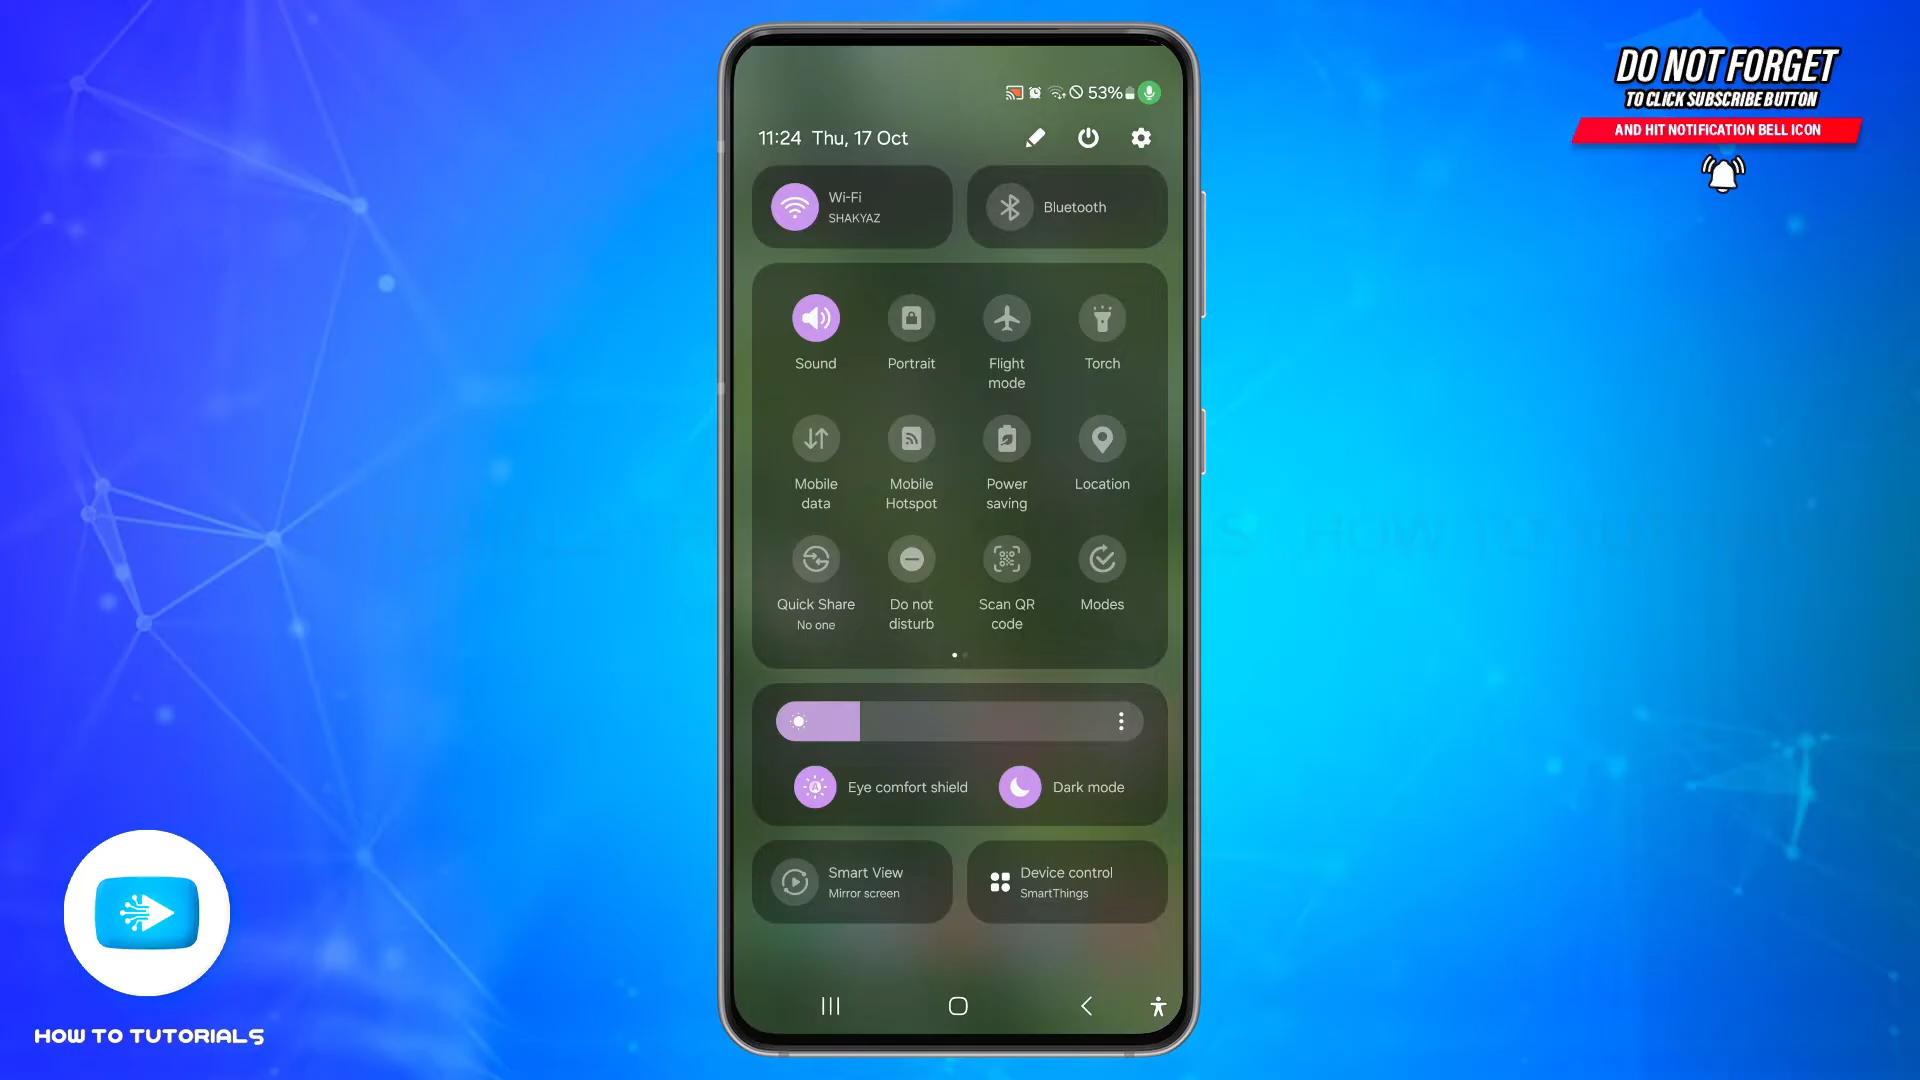 DO NOT FORGET
TO CLICK SUBSCRIBE BUTTON
AND HIT NOTIFICATION BELL ICON
53%
11:24 Thu, 17 Oct
Wi-Fi
SHAKYAZ
Bluetooth
Sound
Portrait
Flight
mode
Torch
Mobile
data
Mobile
Hotspot
Power
saving
Location
Quick Share
No one
Do not
disturb
Scan QR
code
Modes
Eye comfort shield
Dark mode
Smart View
Mirror screen
Device control
SmartThings
HOW TO TUTORIALS